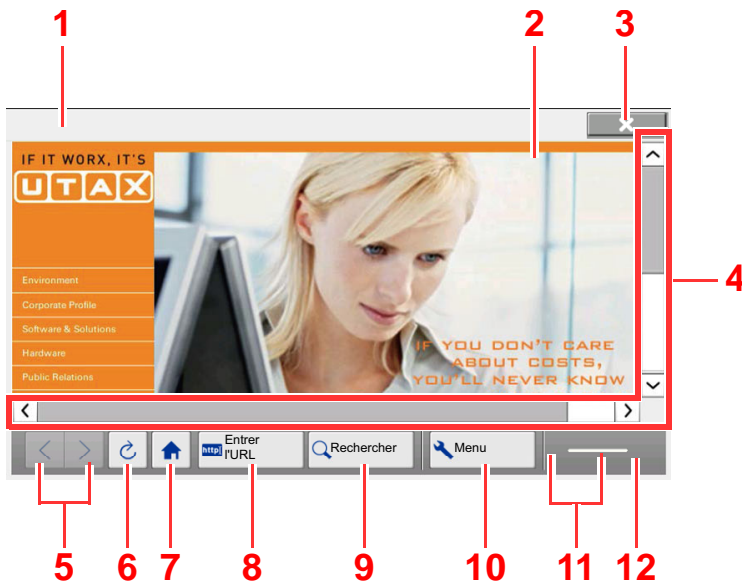 1 2 3
IF IT WORX, IT'S
UTAX
Environment
Corporate Profile
Software & Solutions
Hardware
Public Relations
IF YOU DON'T CARE
ABOUT COSTS,
YOU'LL NEVER KNOW
4
http
Entrer
l'URL
Rechercher
Menu
5 6 7 8 9 10 11 12